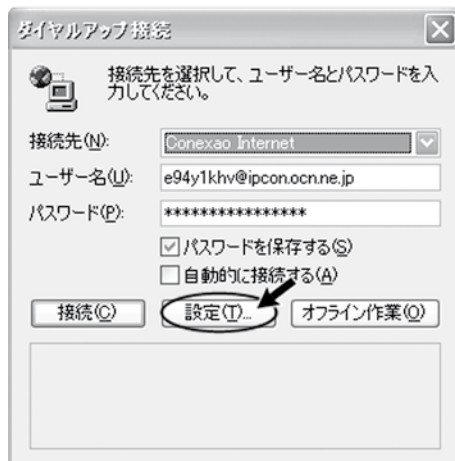 ダイヤルアップ接続
接続先を選択して、ユーザー名とパスワードを入
力してください。
接続先(N):
Conexao Internet
ユーザー名(U):
e94y1khv@ipcon.ocn.ne.jp
パスワード(P):
****************
パスワードを保存する(S)
自動的に接続する(A)
接続(C)
設定(T)...
オフライン作業(O)